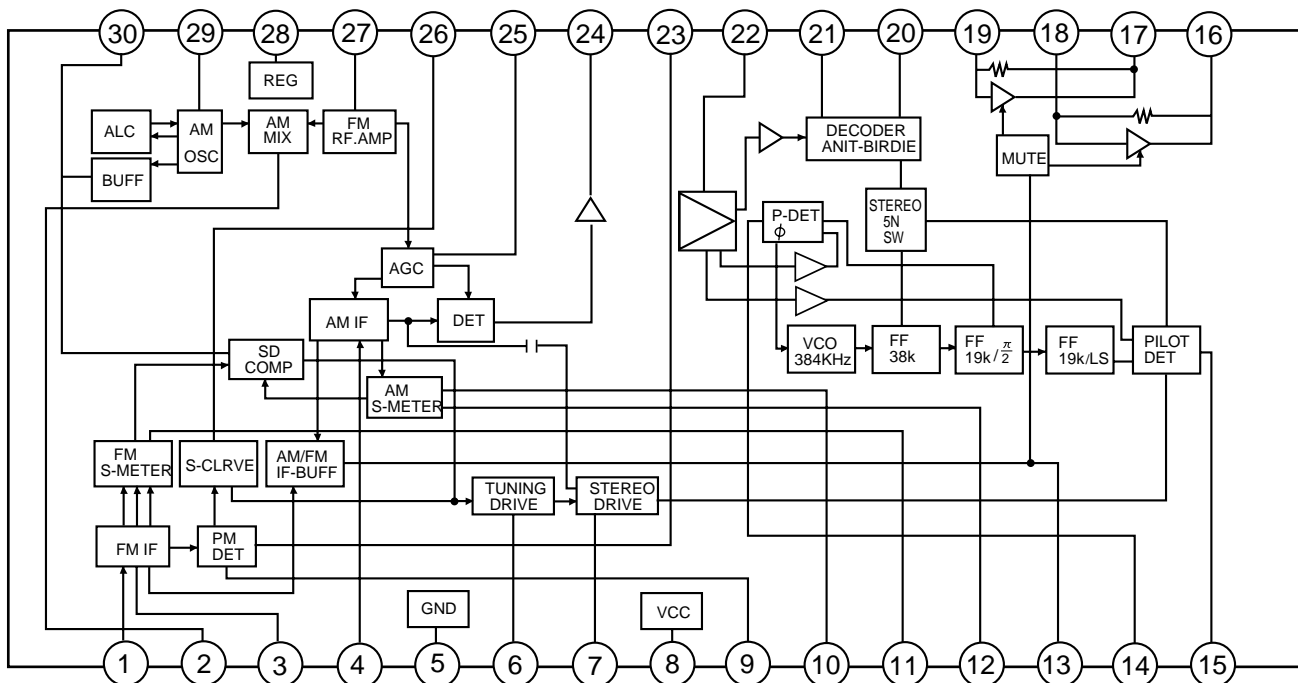 30 29 28 27 26 25 24 23 22 21 20 19 18 17 16
REG
ALC
AM
OSC
AM
MIX
FM
RF.AMP
BUFF
DECODER
ANIT-BIRDIE
MUTE
STEREO
5N
SW
P-DET
ϕ
AGC
AM IF
DET
SD
COMP
AM
S-METER
VCO
384KHz
FF
38k
FF
19k/π/2
FF
19k/LS
PILOT
DET
FM
S-METER
S-CLRVE
AM/FM
IF-BUFF
TUNING
DRIVE
STEREO
DRIVE
FM IF
PM
DET
GND
VCC
1 2 3 4 5 6 7 8 9 10 11 12 13 14 15